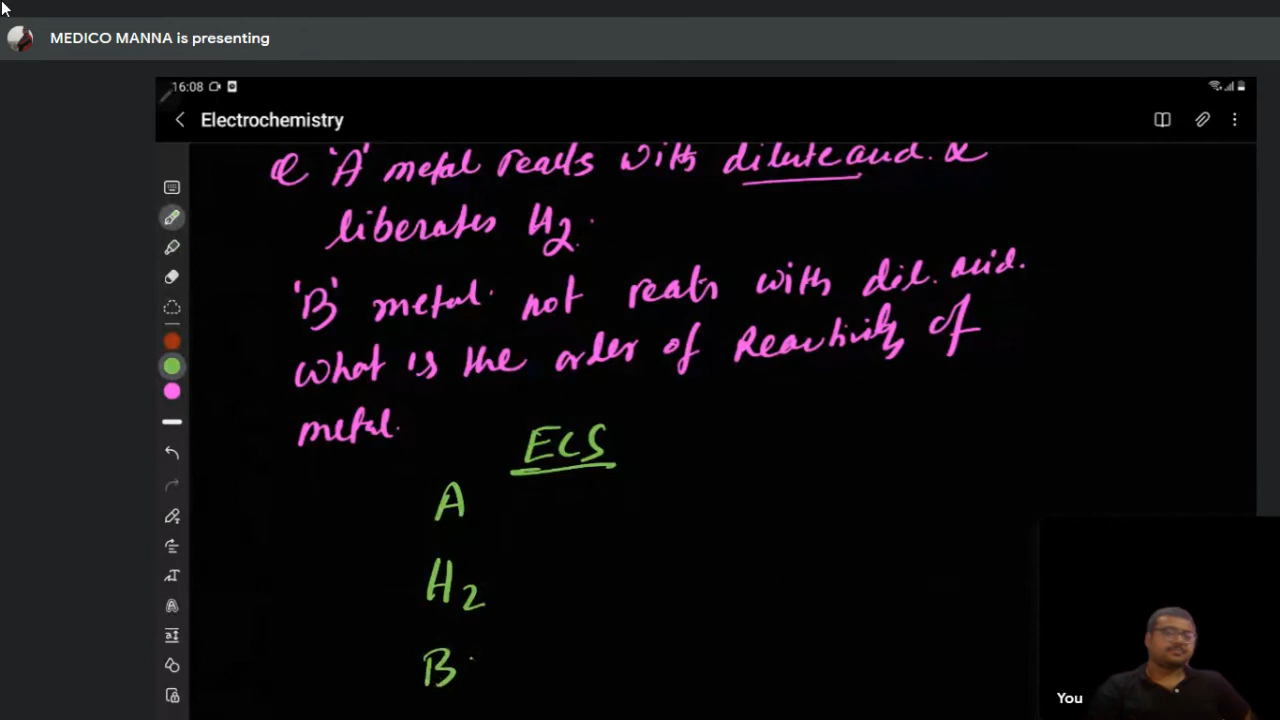 MEDICO MANNA is presenting
16:08
Electrochemistry
Q 'A' metal reacts with dilute acid. &
liberates H2.
'B' metal not reacts with dil. acid.
What is the order of Reactivity of
metal.
ECS
A
H2
B
You